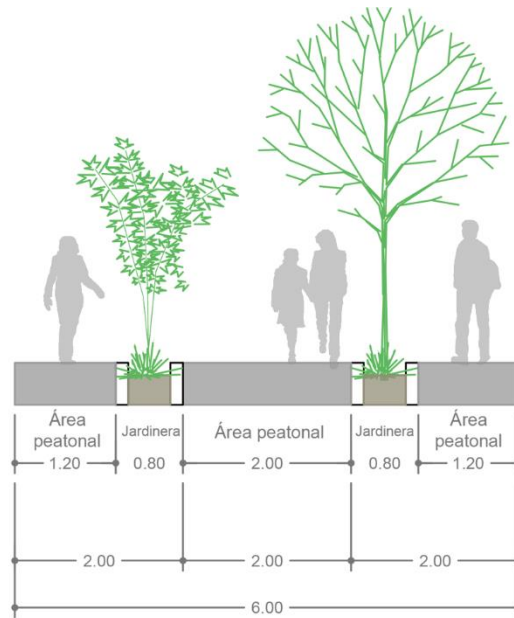 Área
peatonal
Jardinera
Área peatonal
Jardinera
Área
peatonal
1.20
0.80
2.00
0.80
1.20
2.00
2.00
2.00
6.00